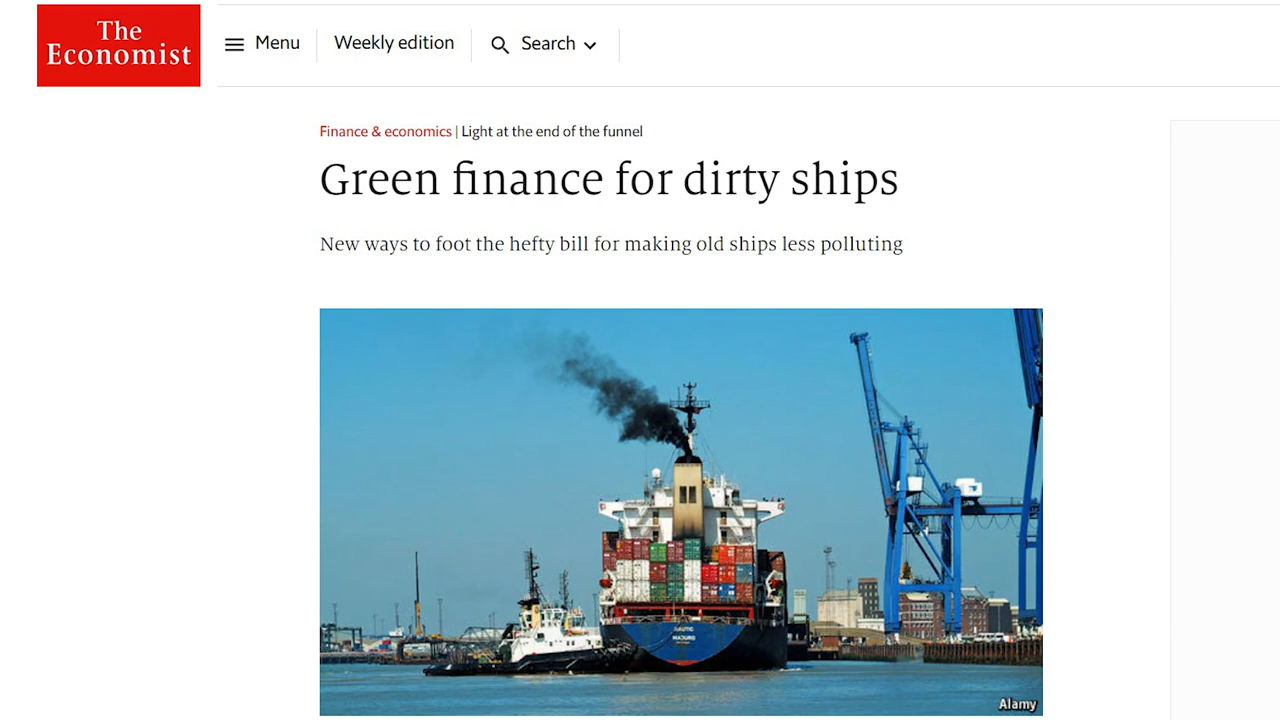 The
Economist
Menu
Weekly edition
Search
Finance & economics | Light at the end of the funnel
Green finance for dirty ships
New ways to foot the hefty bill for making old ships less polluting
Alamy